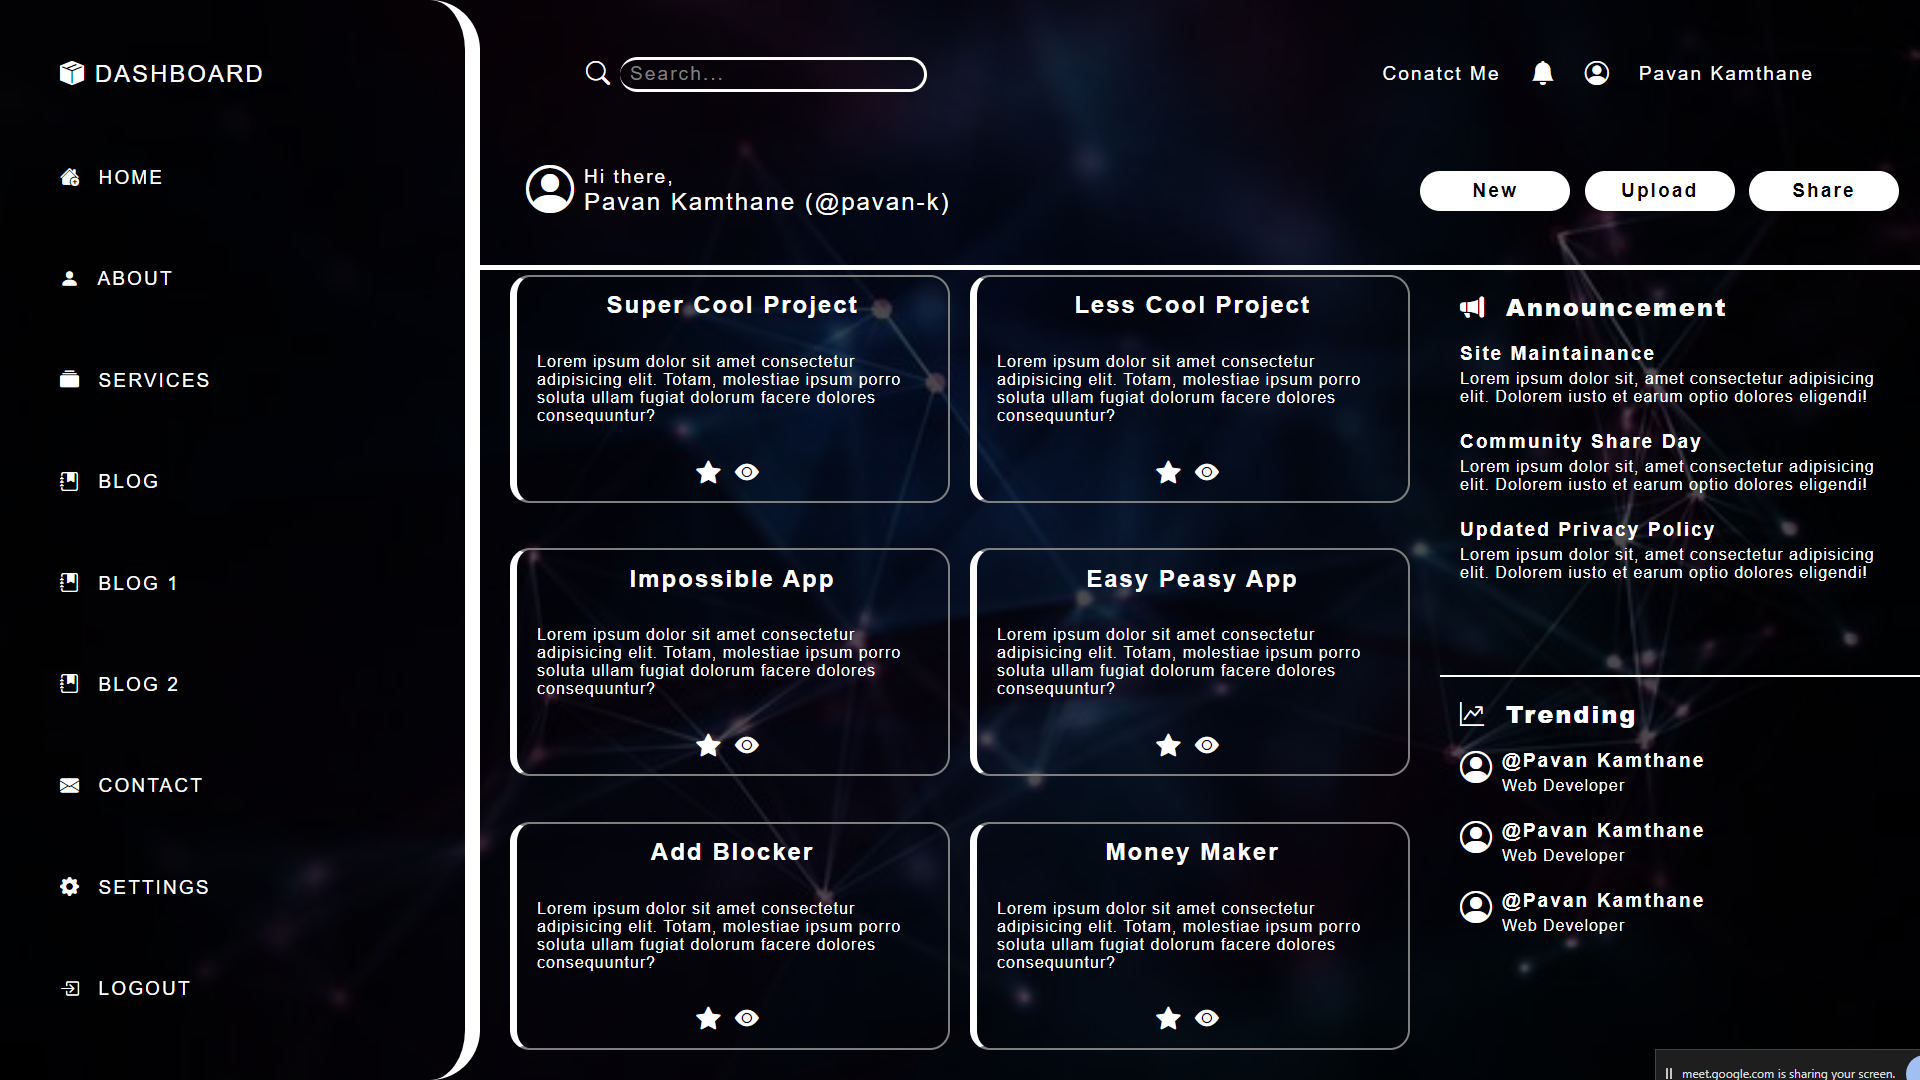 DASHBOARD
HOME
ABOUT
SERVICES
BLOG
BLOG 1
BLOG 2
CONTACT
SETTINGS
LOGOUT
Search...
Conatct Me
Pavan Kamthane
Hi there,
Pavan Kamthane (@pavan-k)
New
Upload
Share
Super Cool Project
Lorem ipsum dolor sit amet consectetur
adipisicing elit. Totam, molestiae ipsum porro
soluta ullam fugiat dolorum facere dolores
consequuntur?
Less Cool Project
Lorem ipsum dolor sit amet consectetur
adipisicing elit. Totam, molestiae ipsum porro
soluta ullam fugiat dolorum facere dolores
consequuntur?
Impossible App
Lorem ipsum dolor sit amet consectetur
adipisicing elit. Totam, molestiae ipsum porro
soluta ullam fugiat dolorum facere dolores
consequuntur?
Easy Peasy App
Lorem ipsum dolor sit amet consectetur
adipisicing elit. Totam, molestiae ipsum porro
soluta ullam fugiat dolorum facere dolores
consequuntur?
Add Blocker
Lorem ipsum dolor sit amet consectetur
adipisicing elit. Totam, molestiae ipsum porro
soluta ullam fugiat dolorum facere dolores
consequuntur?
Money Maker
Lorem ipsum dolor sit amet consectetur
adipisicing elit. Totam, molestiae ipsum porro
soluta ullam fugiat dolorum facere dolores
consequuntur?
Announcement
Site Maintainance
Lorem ipsum dolor sit, amet consectetur adipisicing
elit. Dolorem iusto et earum optio dolores eligendi!
Community Share Day
Lorem ipsum dolor sit, amet consectetur adipisicing
elit. Dolorem iusto et earum optio dolores eligendi!
Updated Privacy Policy
Lorem ipsum dolor sit, amet consectetur adipisicing
elit. Dolorem iusto et earum optio dolores eligendi!
Trending
@Pavan Kamthane
Web Developer
@Pavan Kamthane
Web Developer
@Pavan Kamthane
Web Developer
meet.google.com is sharing your screen.